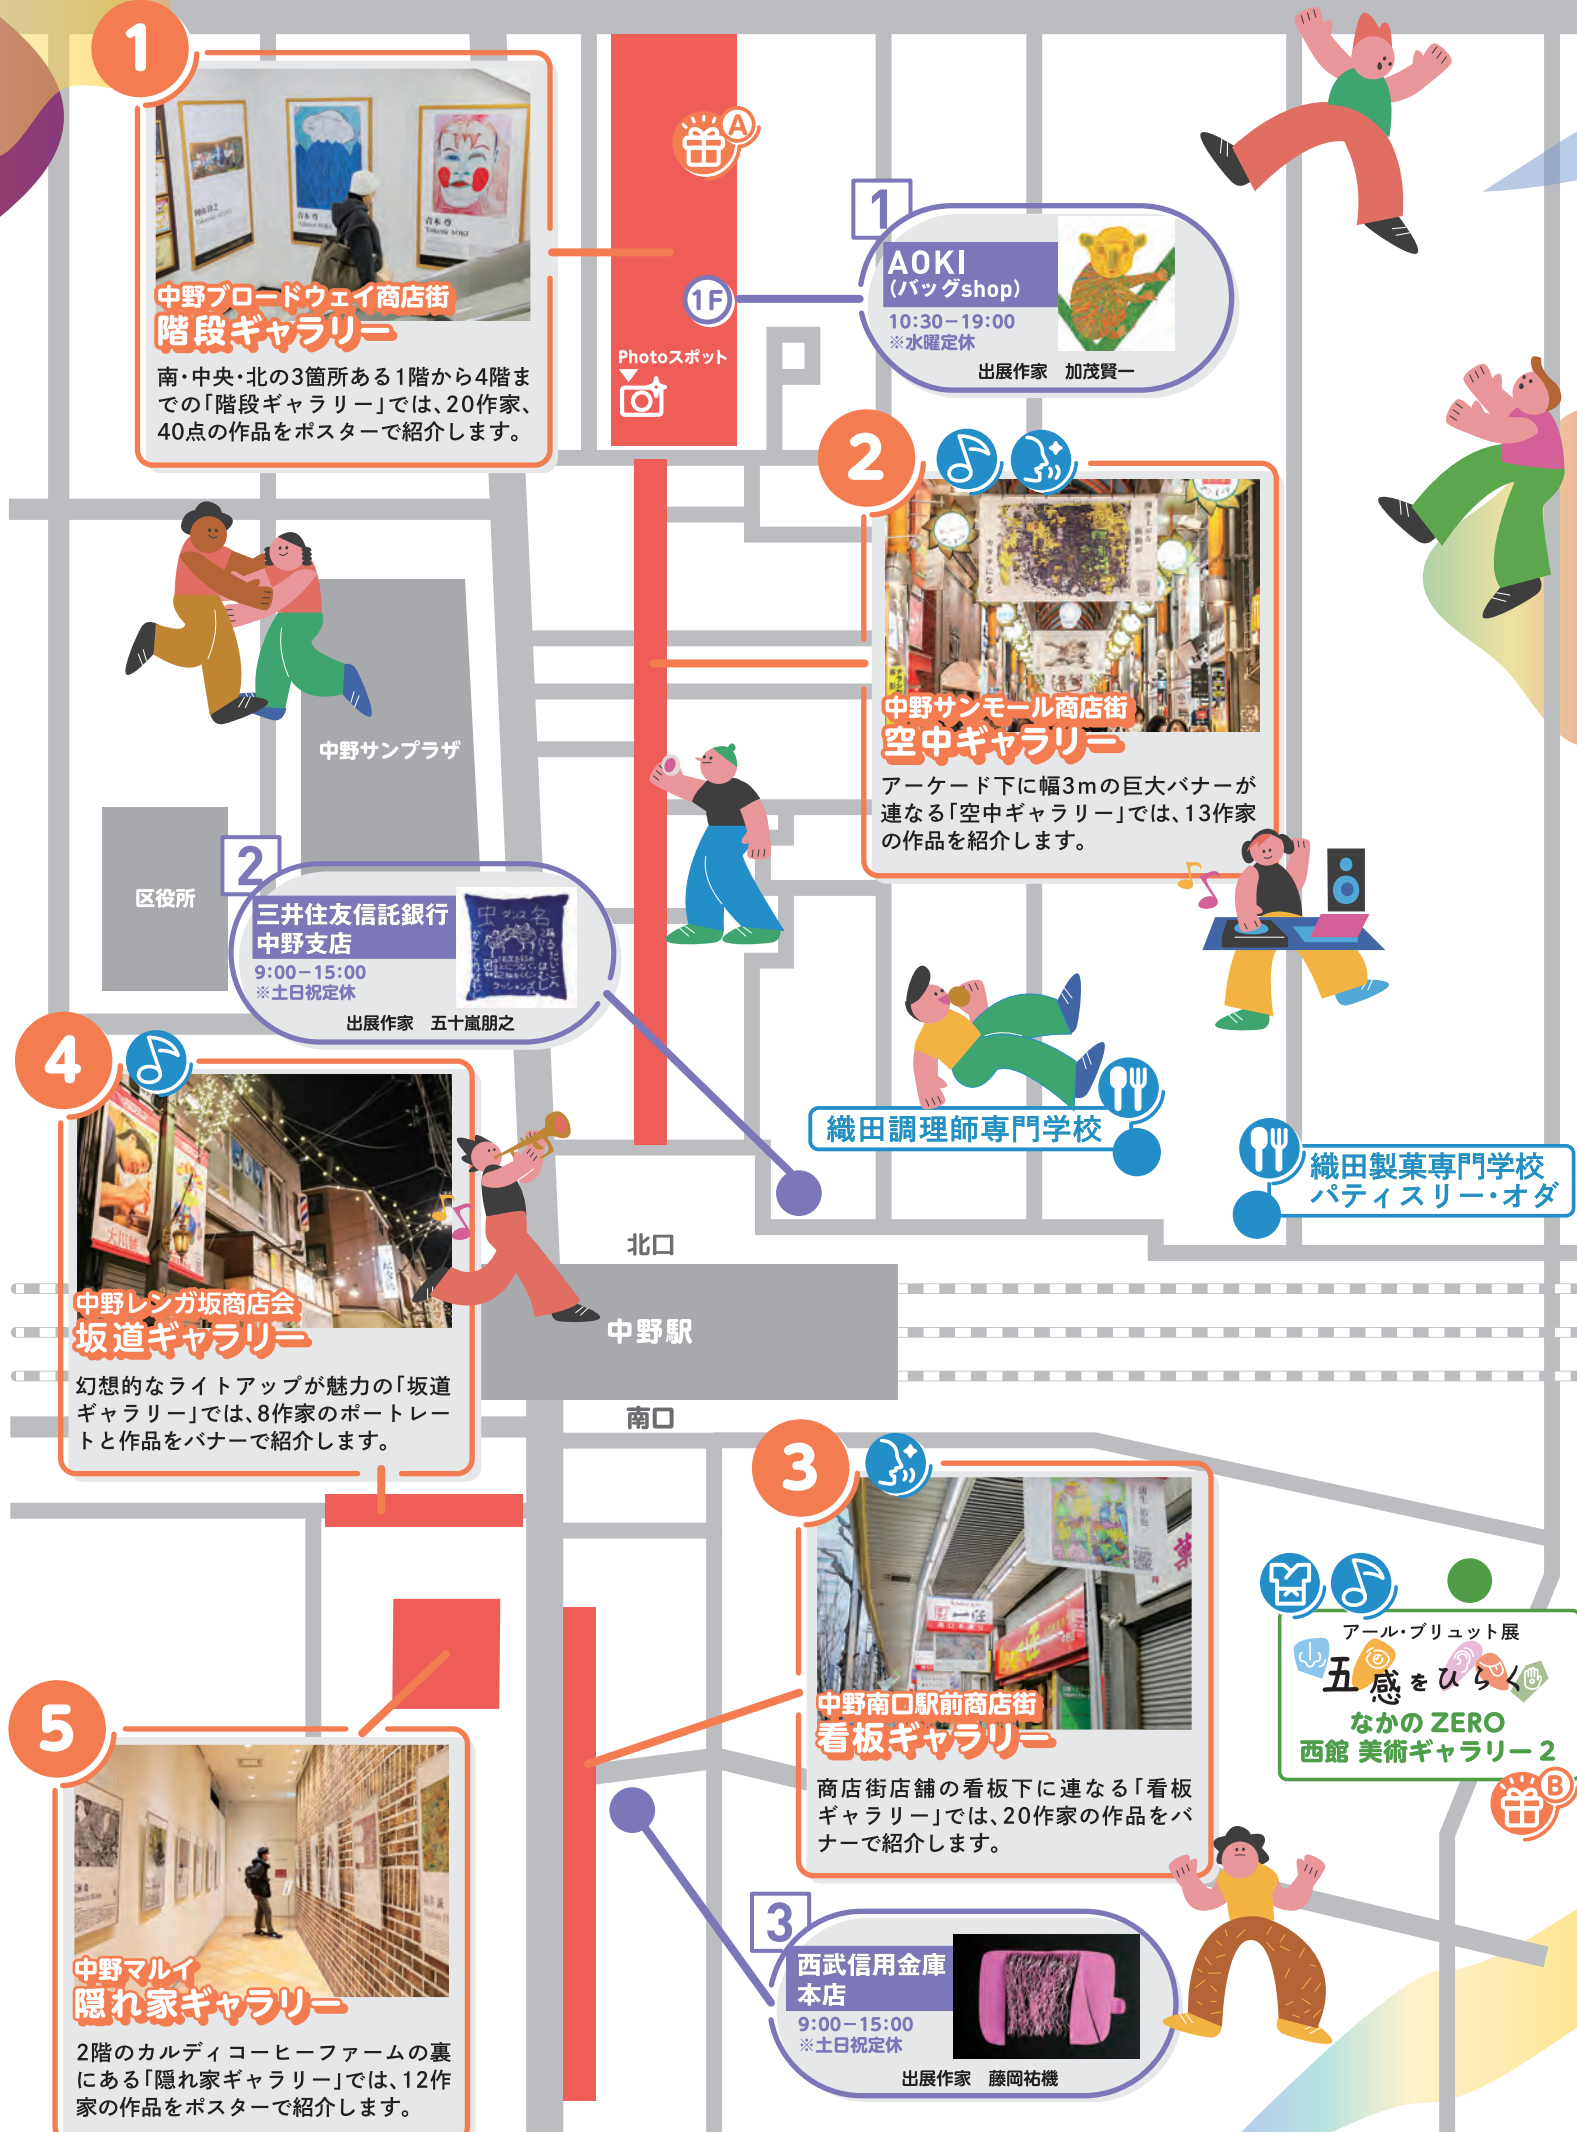 1
中野ブロードウェイ商店街
階段ギャラリー
南・中央・北の3箇所ある1階から4階ま
での「階段ギャラリー」では、20作家、
40点の作品をポスターで紹介します。
A
1F
Photoスポット
1
AOKI
(バッグshop)
10:30－19:00
※水曜定休
出展作家　加茂賢一
2
中野サンモール商店街
空中ギャラリー
アーケード下に幅3mの巨大バナーが
連なる「空中ギャラリー」では、13作家
の作品を紹介します。
中野サンプラザ
区役所
2
三井住友信託銀行
中野支店
9:00－15:00
※土日祝定休
出展作家　五十嵐朋之
織田調理師専門学校
織田製菓専門学校
パティスリー・オダ
4
中野レンガ坂商店会
坂道ギャラリー
幻想的なライトアップが魅力の「坂道
ギャラリー」では、8作家のポートレー
トと作品をバナーで紹介します。
北口
中野駅
南口
3
一荘
中野南口駅前商店街
看板ギャラリー
商店街店舗の看板下に連なる「看板
ギャラリー」では、20作家の作品をバ
ナーで紹介します。
アール・ブリュット展
五感をひらく
なかの ZERO
西館 美術ギャラリー 2
B
5
中野マルイ
隠れ家ギャラリー
2階のカルディコーヒーファームの裏
にある「隠れ家ギャラリー」では、12作
家の作品をポスターで紹介します。
3
西武信用金庫
本店
9:00－15:00
※土日祝定休
出展作家　藤岡祐機